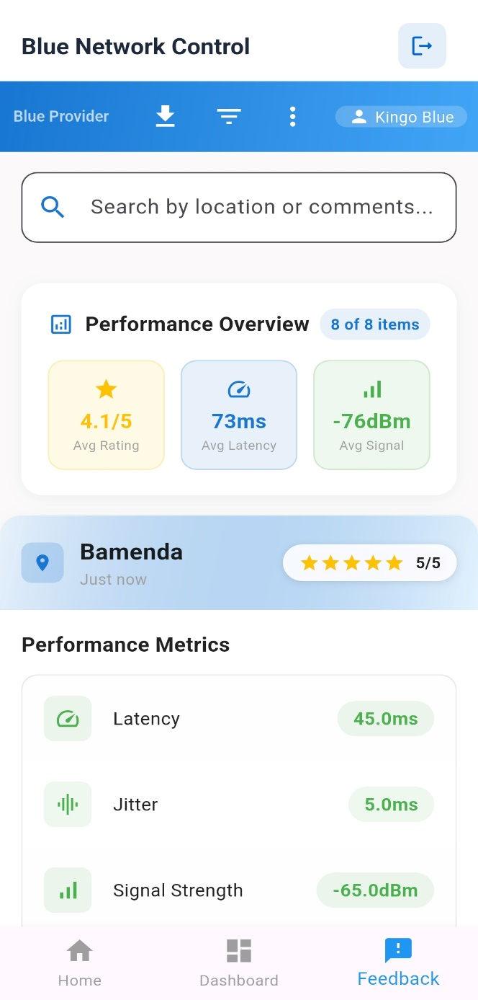 Blue Network Control
Blue Provider
Kingo Blue
Search by location or comments...
Performance Overview
8 of 8 items
4.1/5
Avg Rating
73ms
Avg Latency
-76dBm
Avg Signal
Bamenda
Just now
5/5
Performance Metrics
Latency
45.0ms
Jitter
5.0ms
Signal Strength
-65.0dBm
Home
Dashboard
Feedback